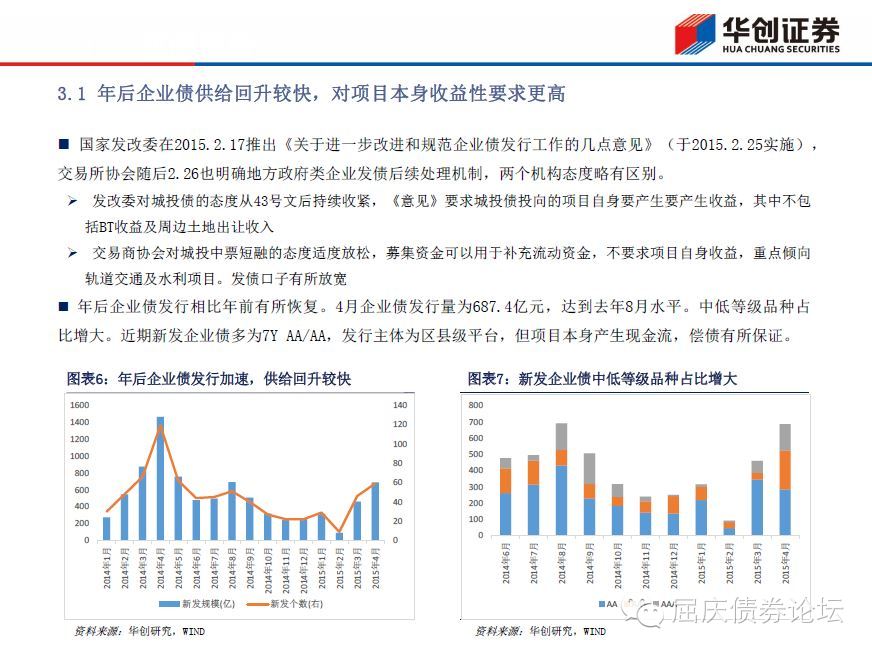 华创证券
HUA CHUANG SECURITIES
3.1 年后企业债供给回升较快，对项目本身收益性要求更高
国家发改委在2015.2.17推出《关于进一步改进和规范企业债发行工作的几点意见》（于2015.2.25实施），
交易所协会随后2.26也明确地方政府类企业发债后续处理机制，两个机构态度略有区别。
发改委对城投债的态度从43号文后持续收紧，《意见》要求城投债投向的项目自身要产生要产生收益，其中不包
括BT收益及周边土地出让收入
交易商协会对城投中票短融的态度适度放松，募集资金可以用于补充流动资金，不要求项目自身收益，重点倾向
轨道交通及水利项目。发债口子有所放宽
年后企业债发行相比年前有所恢复。4月企业债发行量为687.4亿元，达到去年8月水平。中低等级品种占
比增大。近期新发企业债多为7Y AA/AA，发行主体为区县级平台，但项目本身产生现金流，偿债有所保证。
图表6：年后企业债发行加速，供给回升较快
1600
1400
1200
1000
800
600
400
200
0
140
120
100
80
60
40
20
0
2014年1月
2014年2月
2014年3月
2014年4月
2014年5月
2014年6月
2014年7月
2014年8月
2014年9月
2014年10月
2014年11月
2014年12月
2015年1月
2015年2月
2015年3月
2015年4月
新发规模(亿)
新发个数(右)
资料来源：华创研究，WIND
图表7：新发企业债中低等级品种占比增大
800
700
600
500
400
300
200
100
0
2014年6月
2014年7月
2014年8月
2014年9月
2014年10月
2014年11月
2014年12月
2015年1月
2015年2月
2015年3月
2015年4月
AA
资料来源：华创研究，WIND
屈庆债券论坛